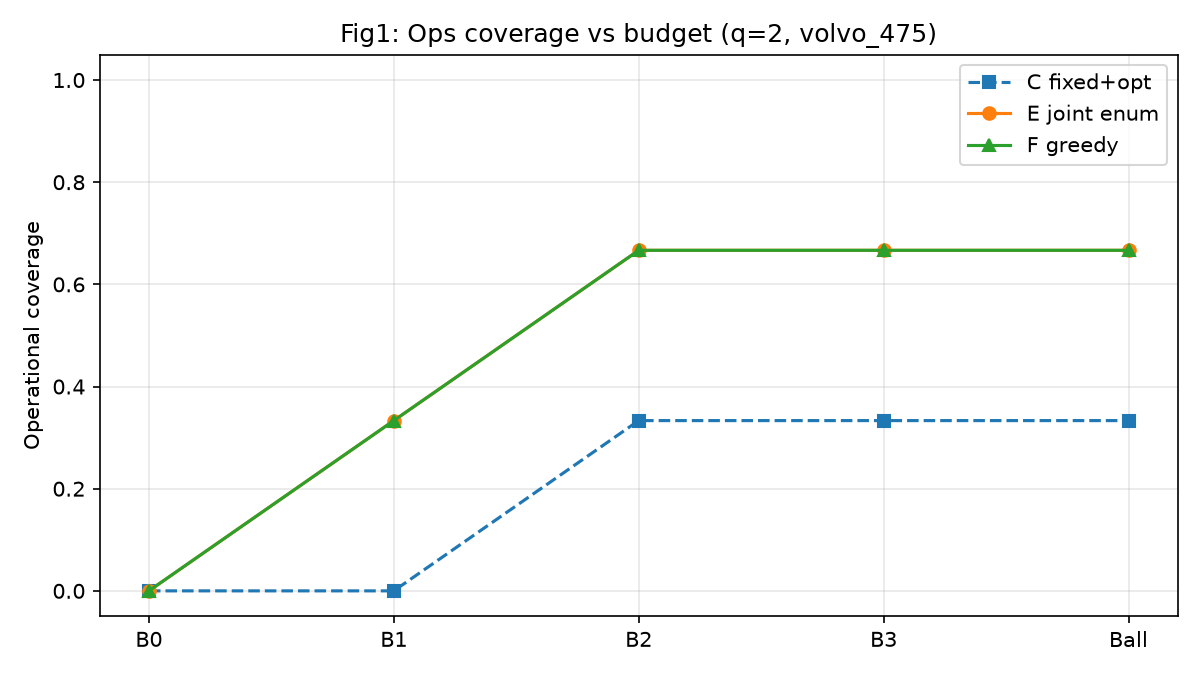 Fig1: Ops coverage vs budget (q=2, volvo_475)
C fixed+opt
E joint enum
F greedy
Operational coverage
1.0
0.8
0.6
0.4
0.2
0.0
B0
B1
B2
B3
Ball